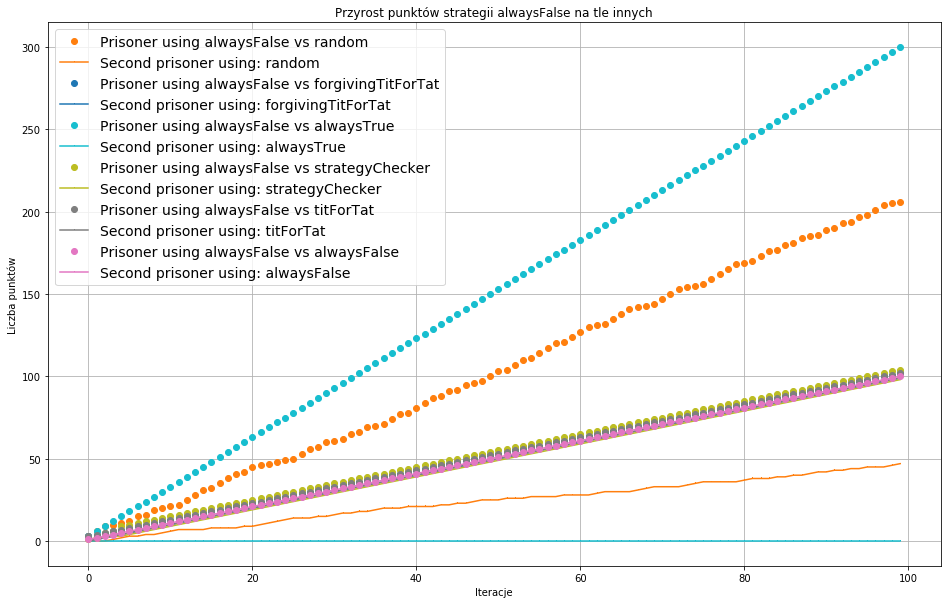 Przyrost punktów strategii alwaysFalse na tle innych
Prisoner using alwaysFalse vs random
Second prisoner using: random
Prisoner using alwaysFalse vs forgivingTitForTat
Second prisoner using: forgivingTitForTat
Prisoner using alwaysFalse vs alwaysTrue
Second prisoner using: alwaysTrue
Prisoner using alwaysFalse vs strategyChecker
Second prisoner using: strategyChecker
Prisoner using alwaysFalse vs titForTat
Second prisoner using: titForTat
Prisoner using alwaysFalse vs alwaysFalse
Second prisoner using: alwaysFalse
Liczba punktów
300
250
200
150
100
50
0
0 20 40 60 80 100
Iteracje